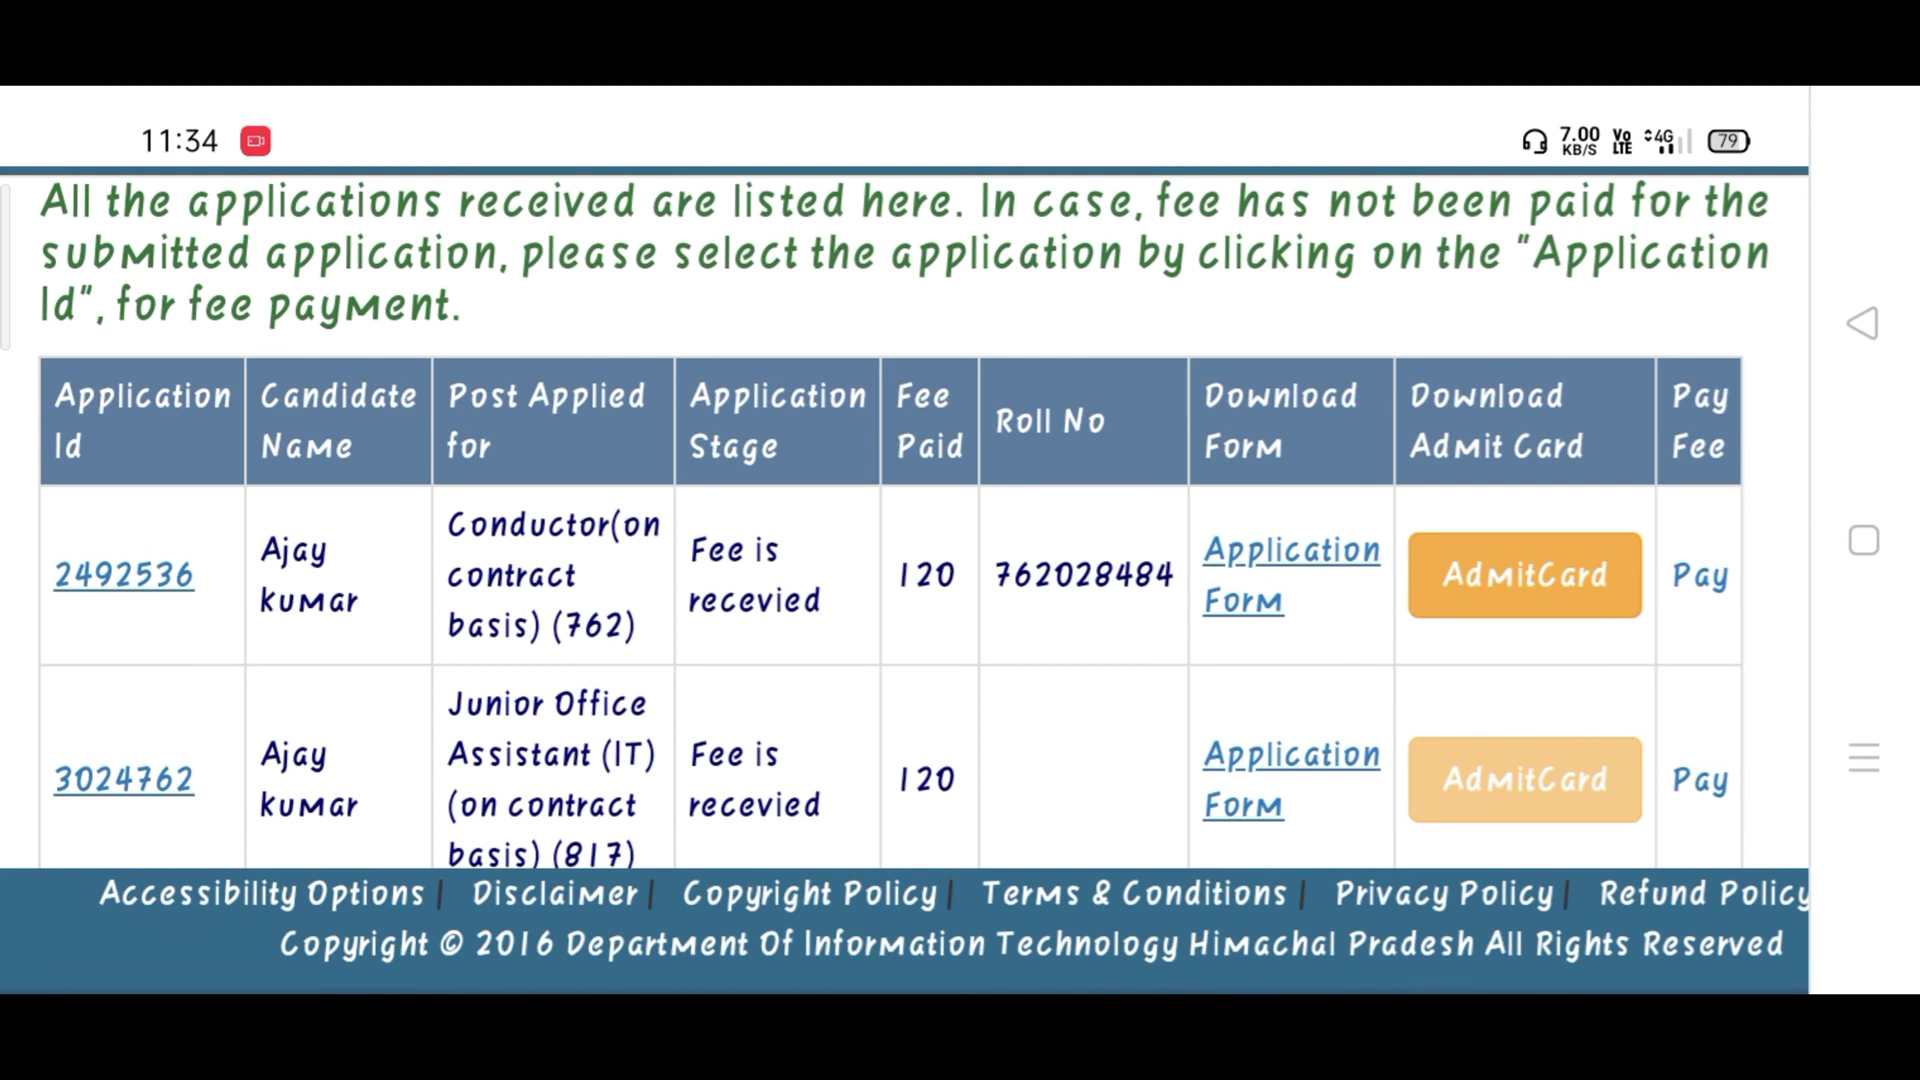 11:34
7.00 KB/S Vo LTE 4G 79
All the applications received are listed here. In case, fee has not been paid for the
submitted application, please select the application by clicking on the "Application
Id", for fee payment.
Application Id
Candidate Name
Post Applied for
Application Stage
Fee Paid
Roll No
Download Form
Download Admit Card
Pay Fee
2492536
Ajay
kumar
Conductor(on
contract
basis) (762)
Fee is
recevied
120
762028484
Application
Form
AdmitCard
Pay
3024762
Ajay
kumar
Junior Office
Assistant (IT)
(on contract
basis) (817)
Fee is
recevied
120
Application
Form
AdmitCard
Pay
Accessibility Options | Disclaimer | Copyright Policy | Terms & Conditions | Privacy Policy | Refund Policy
Copyright © 2016 Department Of Information Technology Himachal Pradesh All Rights Reserved